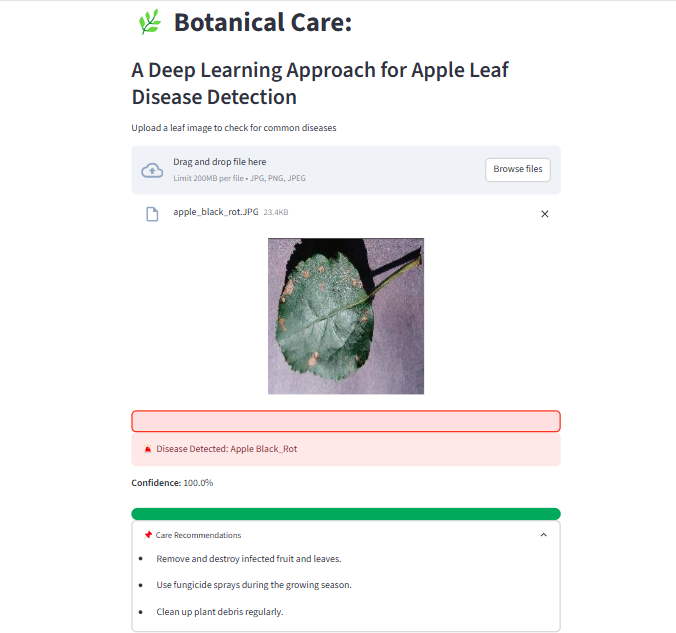 Botanical Care:
A Deep Learning Approach for Apple Leaf
Disease Detection
Upload a leaf image to check for common diseases
Drag and drop file here
Limit 200MB per file • JPG, PNG, JPEG
Browse files
apple_black_rot.JPG 23.4KB
Disease Detected: Apple Black_Rot
Confidence: 100.0%
Care Recommendations
• Remove and destroy infected fruit and leaves.
• Use fungicide sprays during the growing season.
• Clean up plant debris regularly.